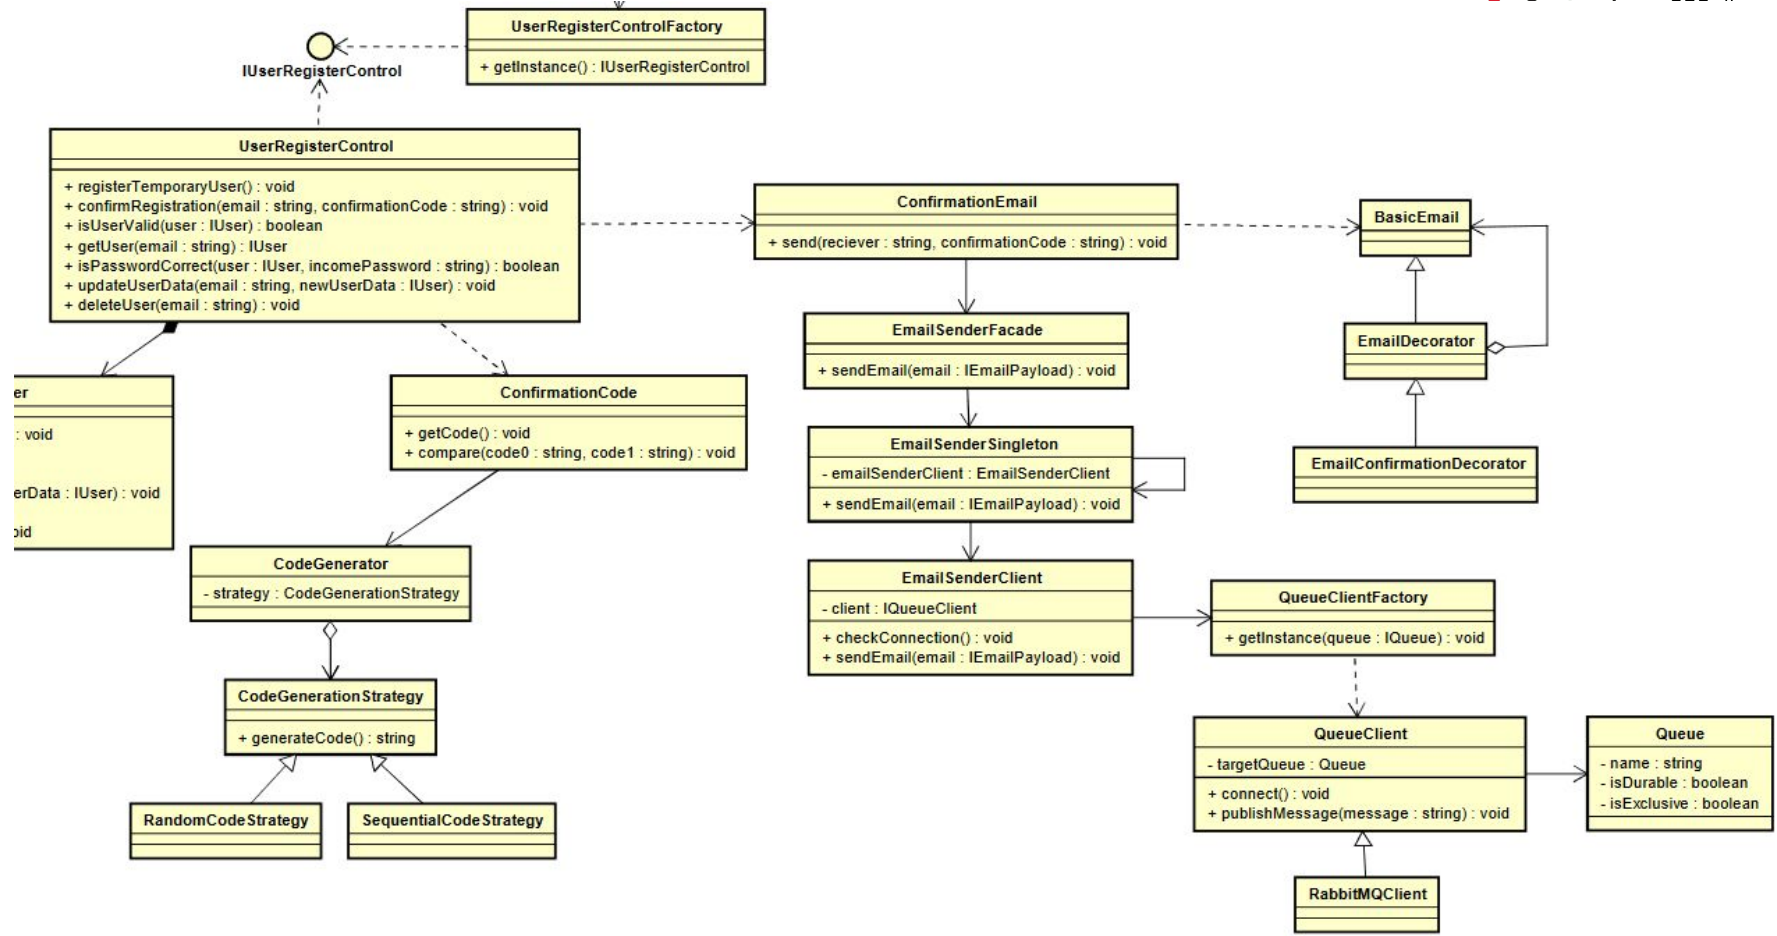 UserRegisterControlFactory
+ getInstance() : IUserRegisterControl
IUserRegisterControl
UserRegisterControl
+ registerTemporaryUser() : void
+ confirmRegistration(email : string, confirmationCode : string) : void
+ isUserValid(user : IUser) : boolean
+ getUser(email : string) : IUser
+ isPasswordCorrect(user : IUser, incomePassword : string) : boolean
+ updateUserData(email : string, newUserData : IUser) : void
+ deleteUser(email : string) : void
ConfirmationEmail
+ send(reciever : string, confirmationCode : string) : void
BasicEmail
EmailDecorator
EmailConfirmationDecorator
EmailSenderFacade
+ sendEmail(email : IEmailPayload) : void
EmailSenderSingleton
- emailSenderClient : EmailSenderClient
+ sendEmail(email : IEmailPayload) : void
EmailSenderClient
- client : IQueueClient
+ checkConnection() : void
+ sendEmail(email : IEmailPayload) : void
QueueClientFactory
+ getInstance(queue : IQueue) : void
QueueClient
- targetQueue : Queue
+ connect() : void
+ publishMessage(message : string) : void
Queue
- name : string
- isDurable : boolean
- isExclusive : boolean
RabbitMQClient
er
: void
erData : IUser) : void
oid
ConfirmationCode
+ getCode() : void
+ compare(code0 : string, code1 : string) : void
CodeGenerator
- strategy : CodeGenerationStrategy
CodeGenerationStrategy
+ generateCode() : string
RandomCodeStrategy
SequentialCodeStrategy